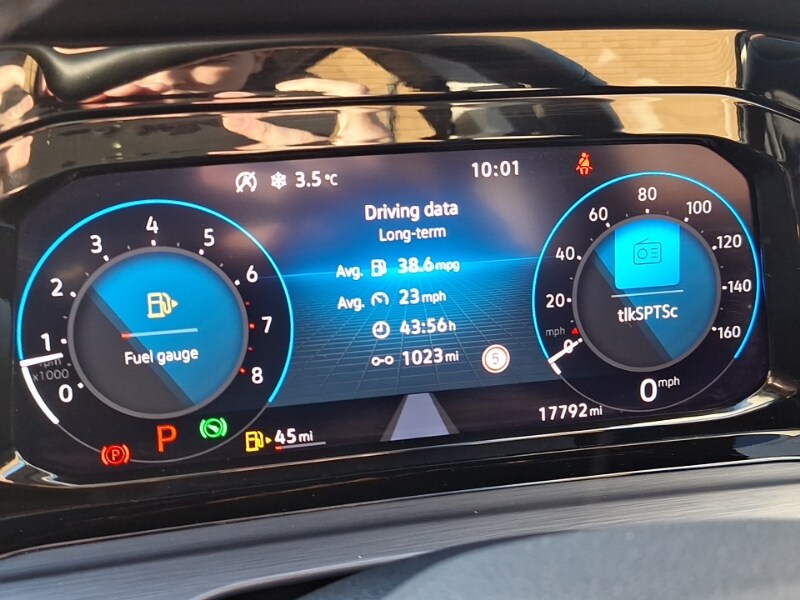 3.5°C
10:01
Driving data
Long-term
Avg. 38.6 mpg
Avg. 23 mph
43:56 h
1023 mi
5
0
1
2
3
4
5
6
7
8
rpm
x1000
Fuel gauge
0
20
40
60
80
100
120
140
160
mph
tlkSPTSc
0 mph
(P)
P
45 mi
17792 mi